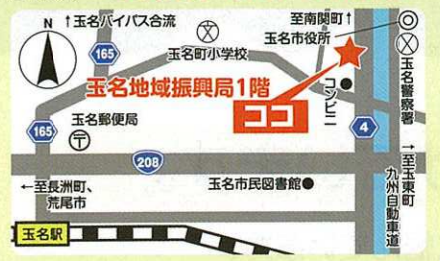 N
↑玉名バイパス合流
至南関町↑
玉名市役所
165
玉名町小学校
玉名地域振興局1階
ココ
コンビニ
玉名警察署
165
玉名郵便局
4
208
→至玉東町
九州自動車道
←至長洲町、
荒尾市
玉名市民図書館
玉名駅